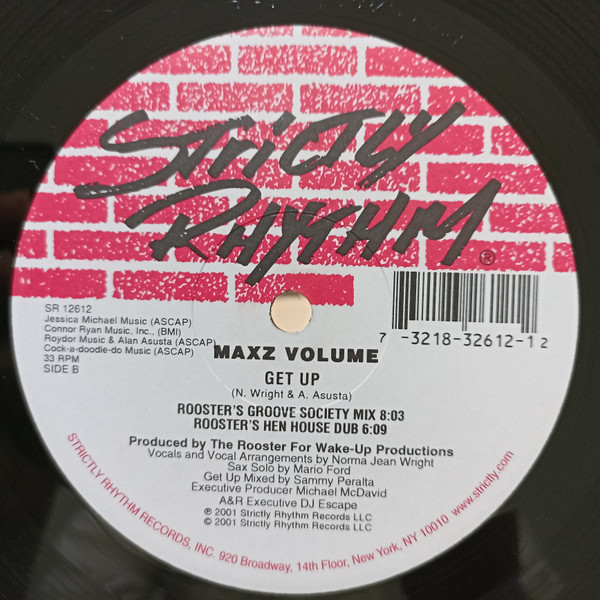 STRICTLY
RHYTHM®
SR 12612
Jessica Michael Music (ASCAP)
Connor Ryan Music, Inc., (BMI)
Roydor Music & Alan Asusta (ASCAP)
Cock-a-doodle-do Music (ASCAP)
33 RPM
SIDE B
7 -3218-32612-1 2
MAXZ VOLUME
GET UP
(N. Wright & A. Asusta)
ROOSTER'S GROOVE SOCIETY MIX 8:03
ROOSTER'S HEN HOUSE DUB 6:09
Produced by The Rooster For Wake-Up Productions
Vocals and Vocal Arrangements by Norma Jean Wright
Sax Solo by Mario Ford
Get Up Mixed by Sammy Peralta
Executive Producer Michael McDavid
A&R Executive DJ Escape
℗ 2001 Strictly Rhythm Records LLC
© 2001 Strictly Rhythm Records LLC
STRICTLY RHYTHM RECORDS, INC. 920 Broadway, 14th Floor, New York, NY 10010 www.strictly.com